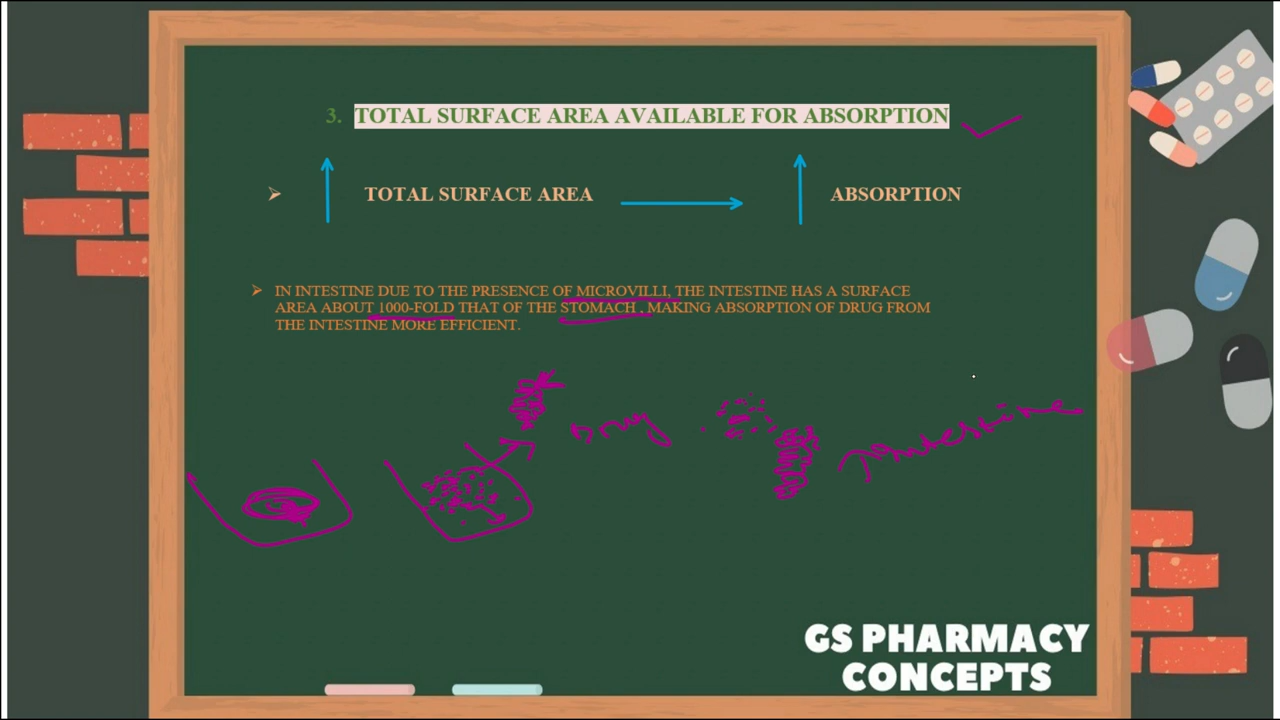 3. TOTAL SURFACE AREA AVAILABLE FOR ABSORPTION
➢ TOTAL SURFACE AREA ABSORPTION
➢ IN INTESTINE DUE TO THE PRESENCE OF MICROVILLI, THE INTESTINE HAS A SURFACE
AREA ABOUT 1000-FOLD THAT OF THE STOMACH , MAKING ABSORPTION OF DRUG FROM
THE INTESTINE MORE EFFICIENT.
Drug
GS PHARMACY
CONCEPTS